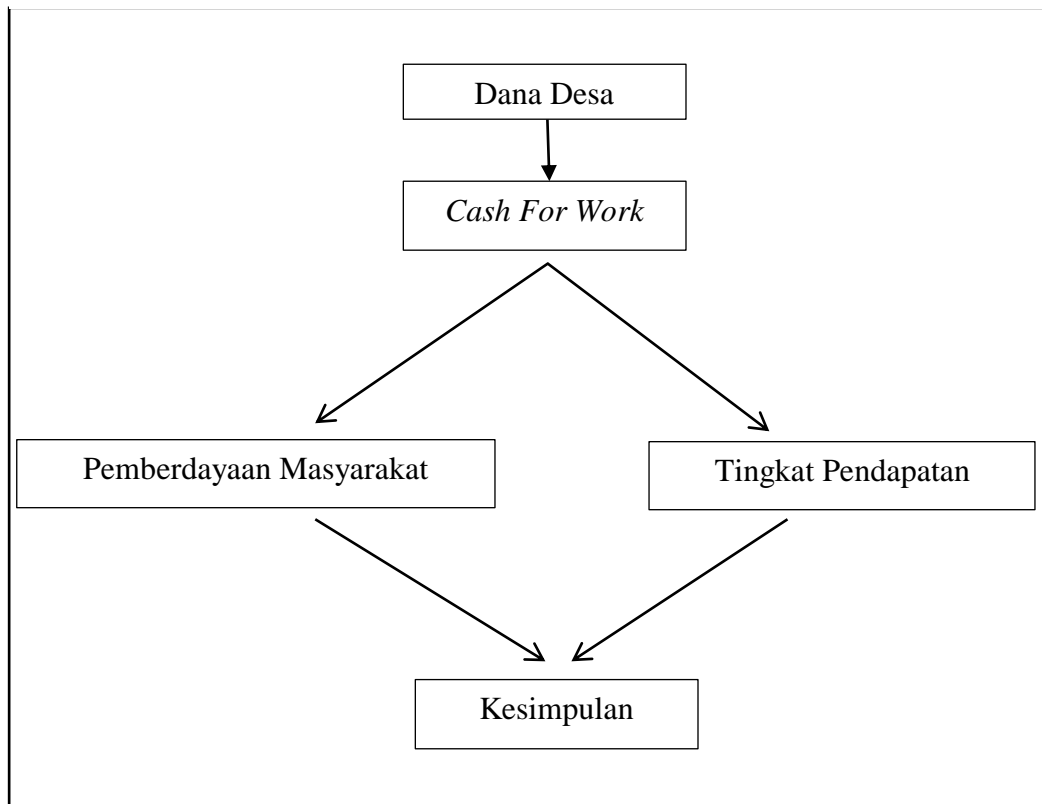 Dana Desa
Cash For Work
Pemberdayaan Masyarakat
Tingkat Pendapatan
Kesimpulan